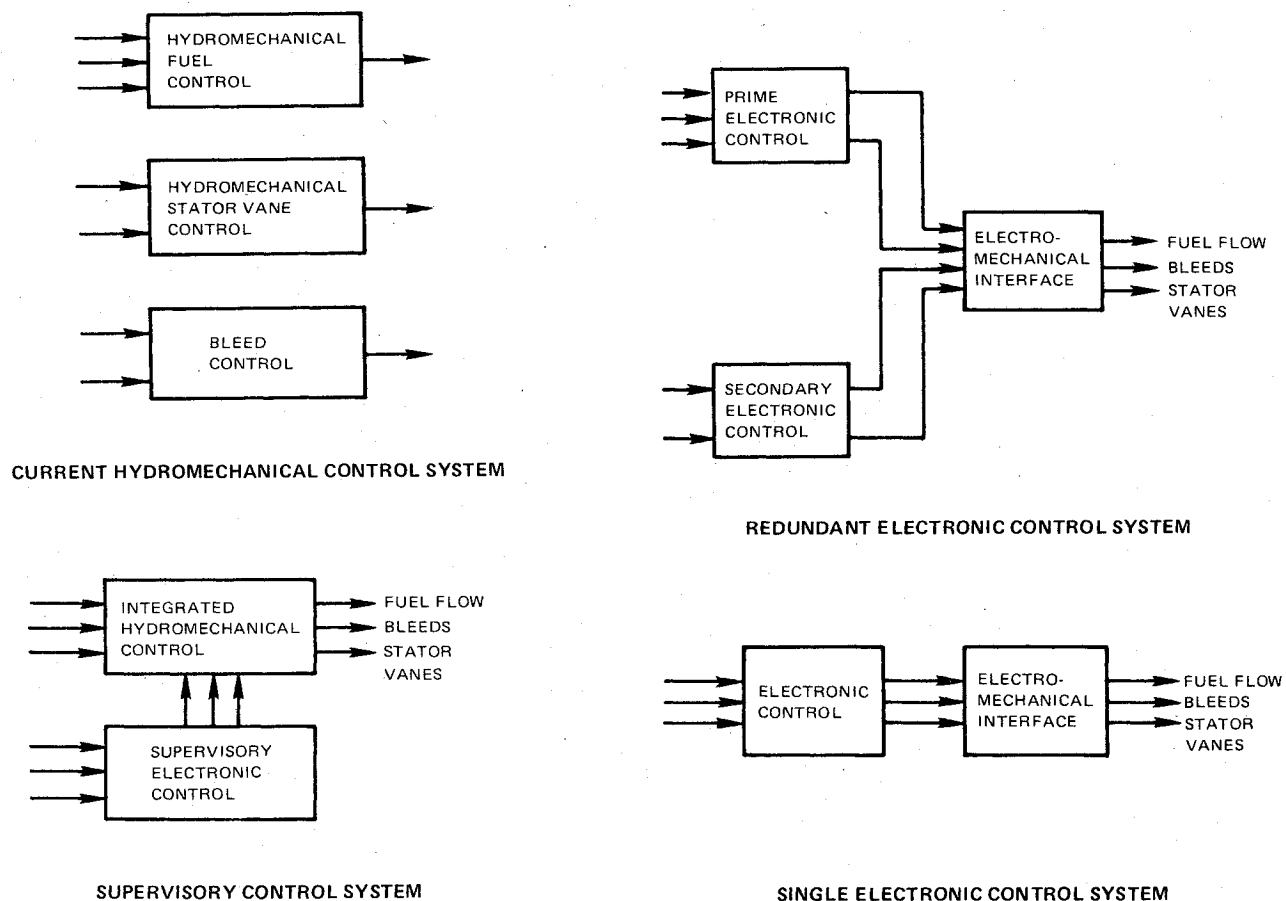 HYDROMECHANICAL
FUEL
CONTROL
HYDROMECHANICAL
STATOR VANE
CONTROL
BLEED
CONTROL
CURRENT HYDROMECHANICAL CONTROL SYSTEM
PRIME
ELECTRONIC
CONTROL
SECONDARY
ELECTRONIC
CONTROL
ELECTRO-
MECHANICAL
INTERFACE
FUEL FLOW
BLEEDS
STATOR
VANES
REDUNDANT ELECTRONIC CONTROL SYSTEM
INTEGRATED
HYDROMECHANICAL
CONTROL
FUEL FLOW
BLEEDS
STATOR
VANES
SUPERVISORY
ELECTRONIC
CONTROL
SUPERVISORY CONTROL SYSTEM
ELECTRONIC
CONTROL
ELECTRO-
MECHANICAL
INTERFACE
FUEL FLOW
BLEEDS
STATOR
VANES
SINGLE ELECTRONIC CONTROL SYSTEM